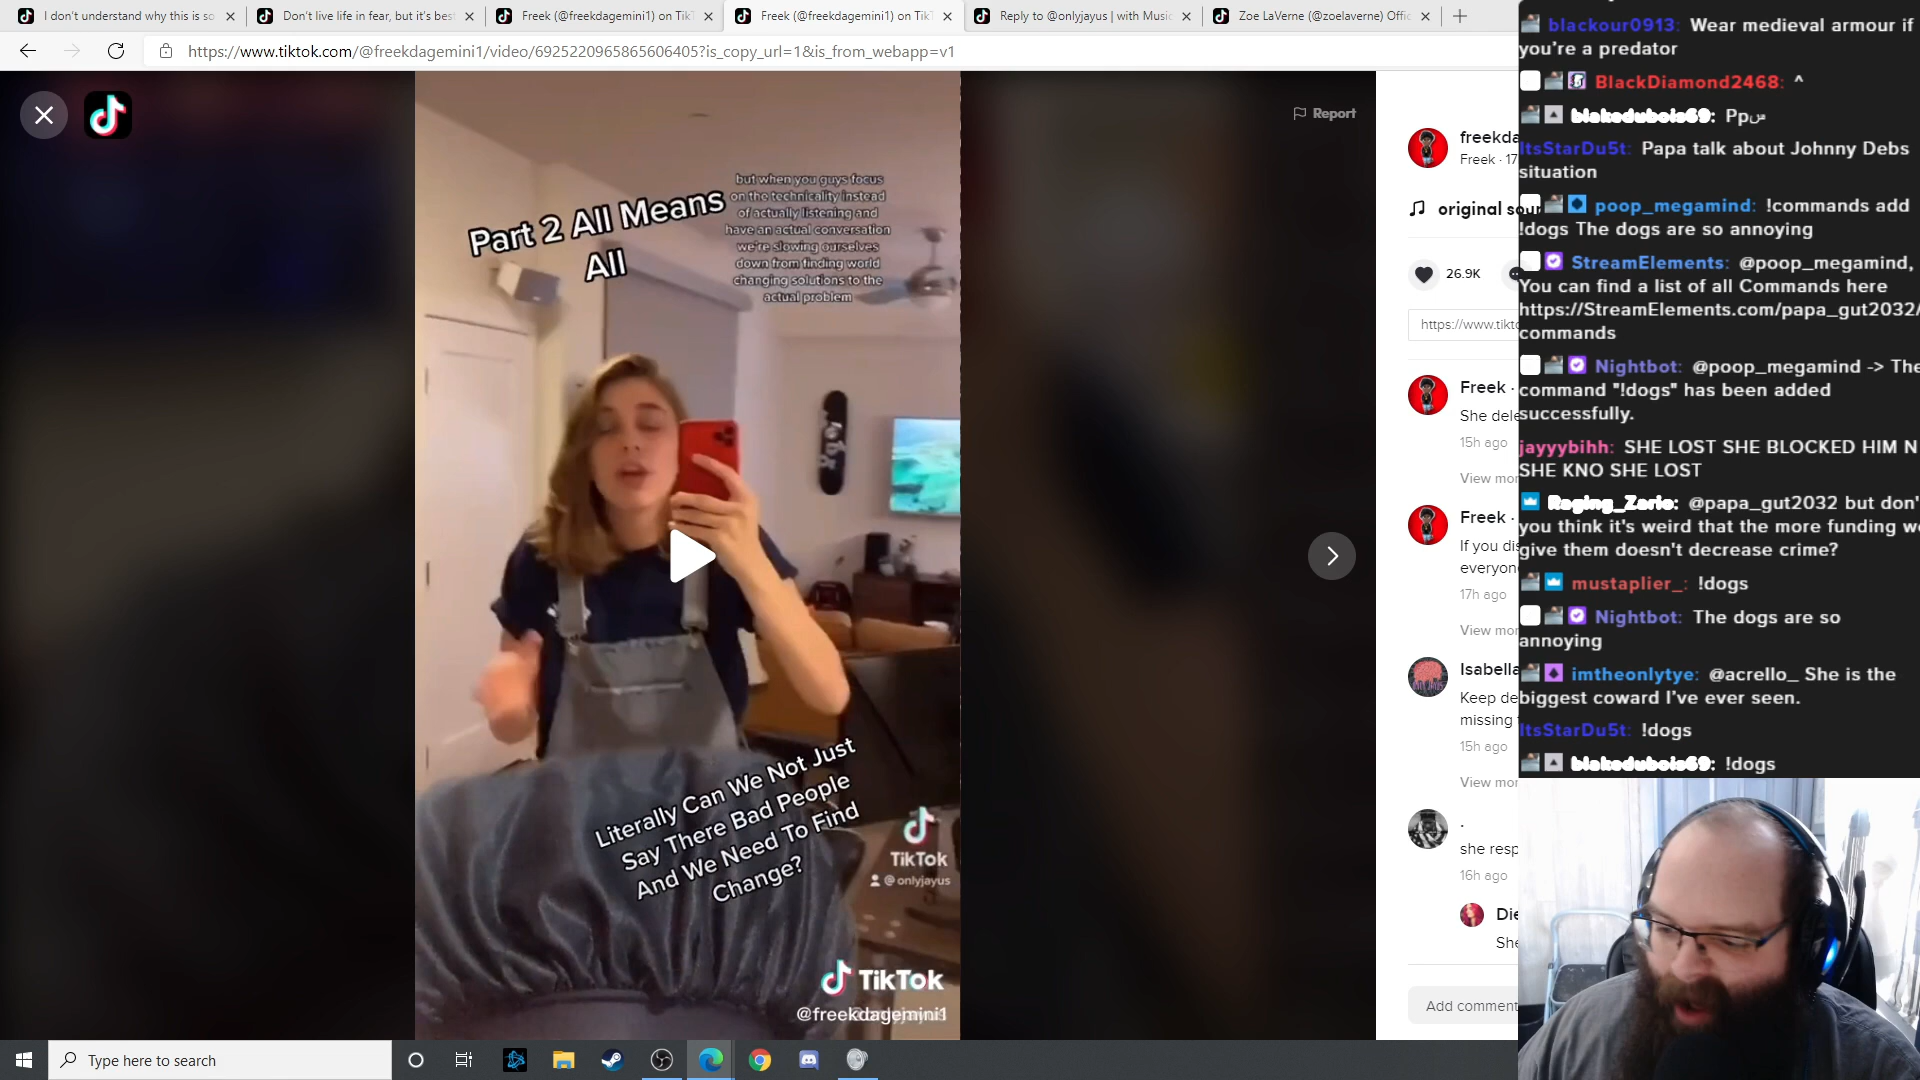 I don't understand why this is so
Don't live life in fear, but it's best
Freek (@freekdagemini1) on Tik
Freek (@freekdagemini1) on Tik
Reply to @onlyjayus | with Music
Zoe LaVerne (@zoelaverne) Offic
https://www.tiktok.com/@freekdagemini1/video/6925220965865606405?is_copy_url=1&is_from_webapp=v1
Report
Part 2 All Means
All
but when you guys focus
on the technicality instead
of actually listening and
have an actual conversation
we're slowing ourselves
down from finding world
changing solutions to the
actual problem
Literally Can We Not Just
Say There Bad People
And We Need To Find
Change?
TikTok
@onlyjayus
TikTok
@freekdagemini1
freekda
Freek · 17
original sour
26.9K
https://www.tikto
Freek ·
She dele
15h ago
View mor
Freek ·
If you dis
everyone
17h ago
View mor
Isabella
Keep de
missing
15h ago
View mor
.
she resp
16h ago
Die
She
Add comment
blackour0913: Wear medieval armour if
you're a predator
BlackDiamond2468: ^
blakedubois69: Ppس
ItsStarDu5t: Papa talk about Johnny Debs
situation
poop_megamind: !commands add
!dogs The dogs are so annoying
StreamElements: @poop_megamind,
You can find a list of all Commands here
https://StreamElements.com/papa_gut2032/
commands
Nightbot: @poop_megamind -> The
command "!dogs" has been added
successfully.
jayyybihh: SHE LOST SHE BLOCKED HIM N
SHE KNO SHE LOST
Raging_Zario: @papa_gut2032 but don'
you think it's weird that the more funding we
give them doesn't decrease crime?
mustaplier_: !dogs
Nightbot: The dogs are so
annoying
imtheonlytye: @acrello_ She is the
biggest coward I've ever seen.
ItsStarDu5t: !dogs
blakedubois69: !dogs
Type here to search